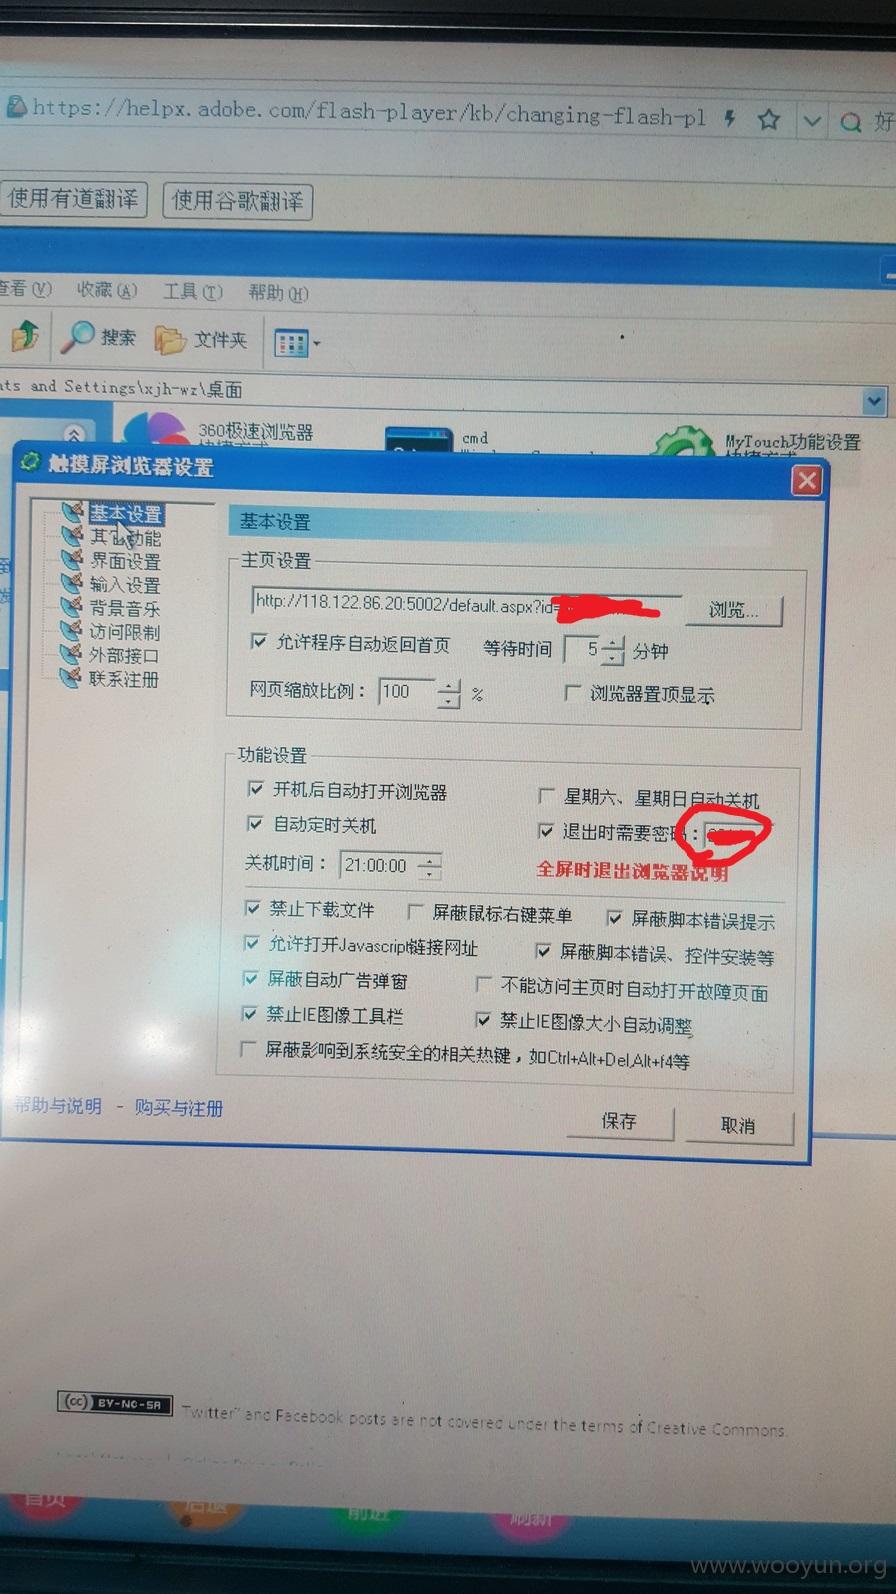 https://helpx.adobe.com/flash-player/kb/changing-flash-pl 好
使用有道翻译 使用谷歌翻译
查看(V) 收藏(A) 工具(T) 帮助(H)
搜索 文件夹
nts and Settings\xjh-wz\桌面
360极速浏览器 cmd MyTouch功能设置
快捷方式 快捷方式
触摸屏浏览器设置
基本设置
其它功能
界面设置
输入设置
背景音乐
访问限制
外部接口
联系注册
基本设置
主页设置
http://118.122.86.20:5002/default.aspx?id= 浏览...
允许程序自动返回首页 等待时间 5 分钟
网页缩放比例： 100 % 浏览器置顶显示
功能设置
开机后自动打开浏览器 星期六、星期日自动关机
自动定时关机 退出时需要密码：
关机时间： 21:00:00 全屏时退出浏览器说明
禁止下载文件 屏蔽鼠标右键菜单 屏蔽脚本错误提示
允许打开Javascript链接网址 屏蔽脚本错误、控件安装等
屏蔽自动广告弹窗 不能访问主页时自动打开故障页面
禁止IE图像工具栏 禁止IE图像大小自动调整
屏蔽影响到系统安全的相关热键，如Ctrl+Alt+Del,Alt+f4等
帮助与说明 - 购买与注册 保存 取消
(cc) BY-NC-SA Twitter™ and Facebook posts are not covered under the terms of Creative Commons.
首页 后退 前进 刷新
www.wooyun.org